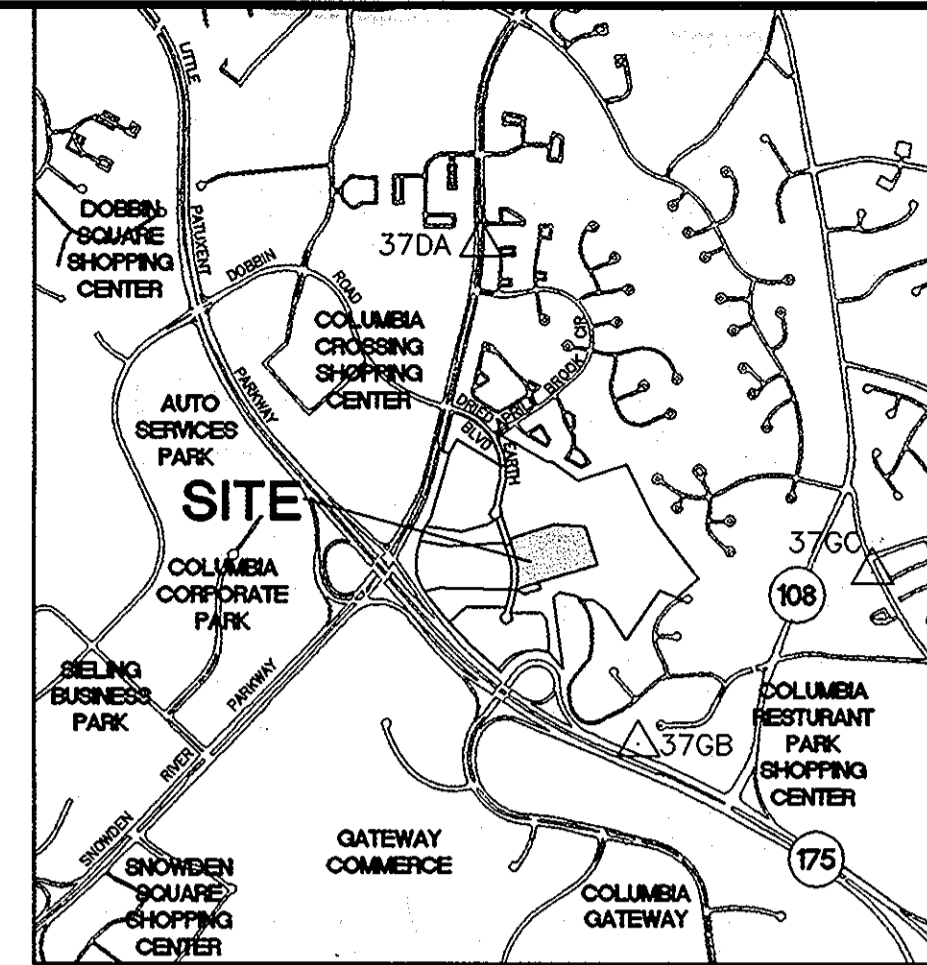 LITTLE
PATUXENT
PARKWAY
DOBBIN
SQUARE
SHOPPING
CENTER
37DA
DOBBIN
ROAD
COLUMBIA
CROSSING
SHOPPING
CENTER
DRIED
EARTH
BLVD
APRIL
BROOK
CIR
AUTO
SERVICES
PARK
SITE
COLUMBIA
CORPORATE
PARK
37GC
108
SIELING
BUSINESS
PARK
SNOWDEN
RIVER
PARKWAY
COLUMBIA
RESTURANT
PARK
SHOPPING
CENTER
37GB
GATEWAY
COMMERCE
175
SNOWDEN
SQUARE
SHOPPING
CENTER
COLUMBIA
GATEWAY